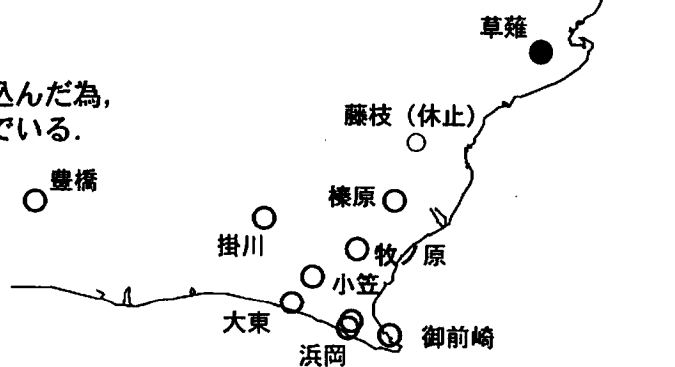 草薙
込んだ為,
でいる.
藤枝（休止）
豊橋
榛原
掛川
牧ノ原
小笠
大東
御前崎
浜岡